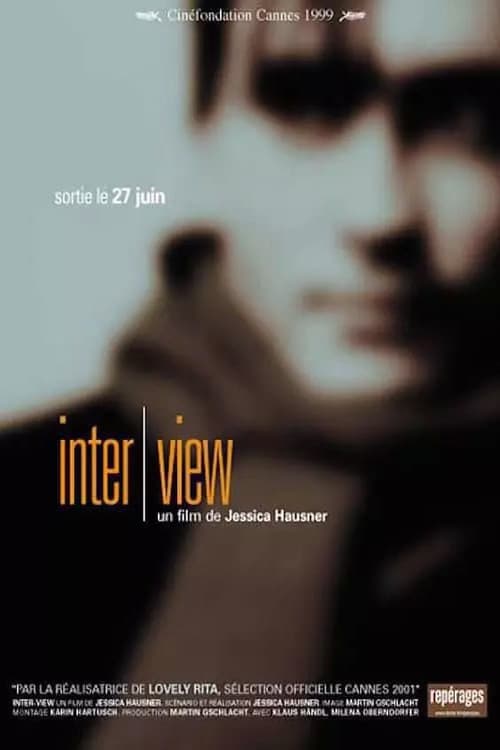 Cinéfondation Cannes 1999
sortie le 27 juin
inter|view
un film de Jessica Hausner
"PAR LA RÉALISATRICE DE LOVELY RITA, SÉLECTION OFFICIELLE CANNES 2001"
repérages
INTER-VIEW UN FILM DE JESSICA HAUSNER. SCÉNARIO ET RÉALISATION JESSICA HAUSNER. IMAGE MARTIN GSCHLACHT
MONTAGE KARIN HARTUSCH. PRODUCTION MARTIN GSCHLACHT. AVEC KLAUS HÄNDL, MILENA OBERNDORFER